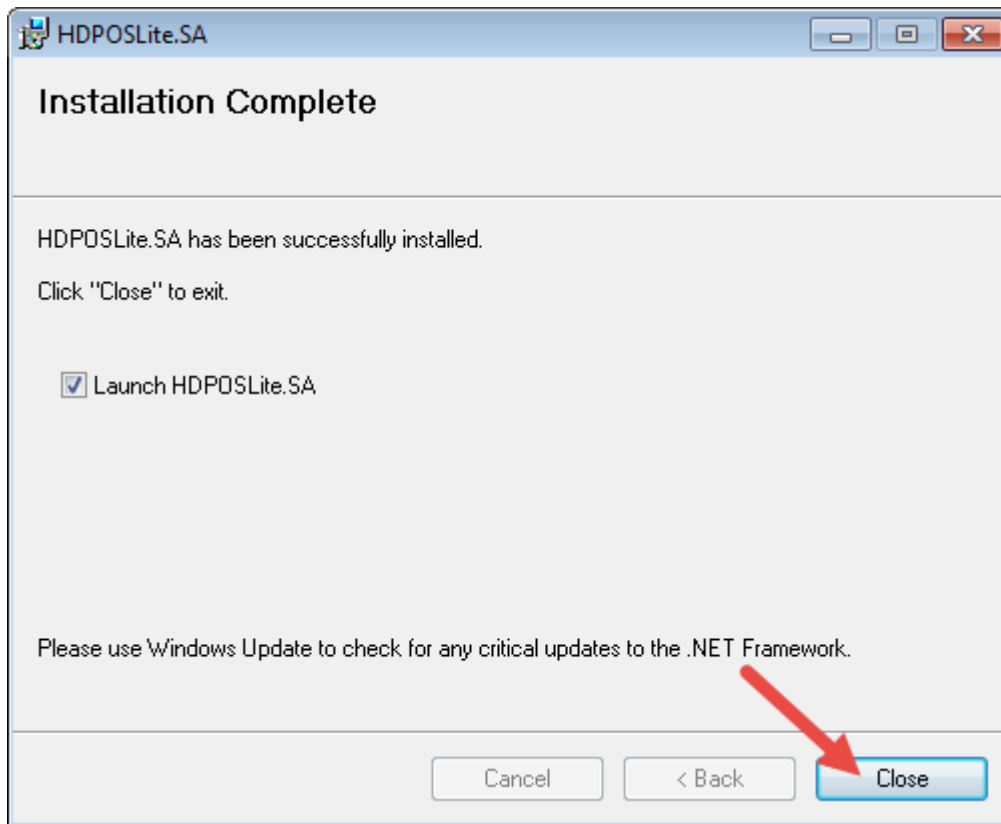 HDPOSLite.SA
Installation Complete
HDPOSLite.SA has been successfully installed.
Click "Close" to exit.
Launch HDPOSLite.SA
Please use Windows Update to check for any critical updates to the .NET Framework.
Cancel
< Back
Close